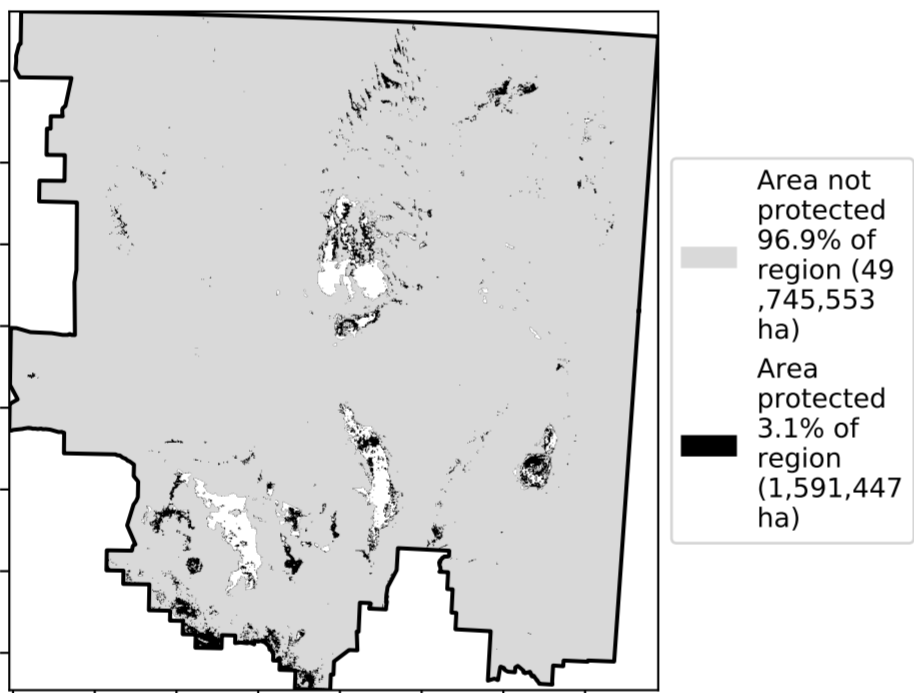 Area not
protected
96.9% of
region (49
,745,553
ha)
Area
protected
3.1% of
region
(1,591,447
ha)